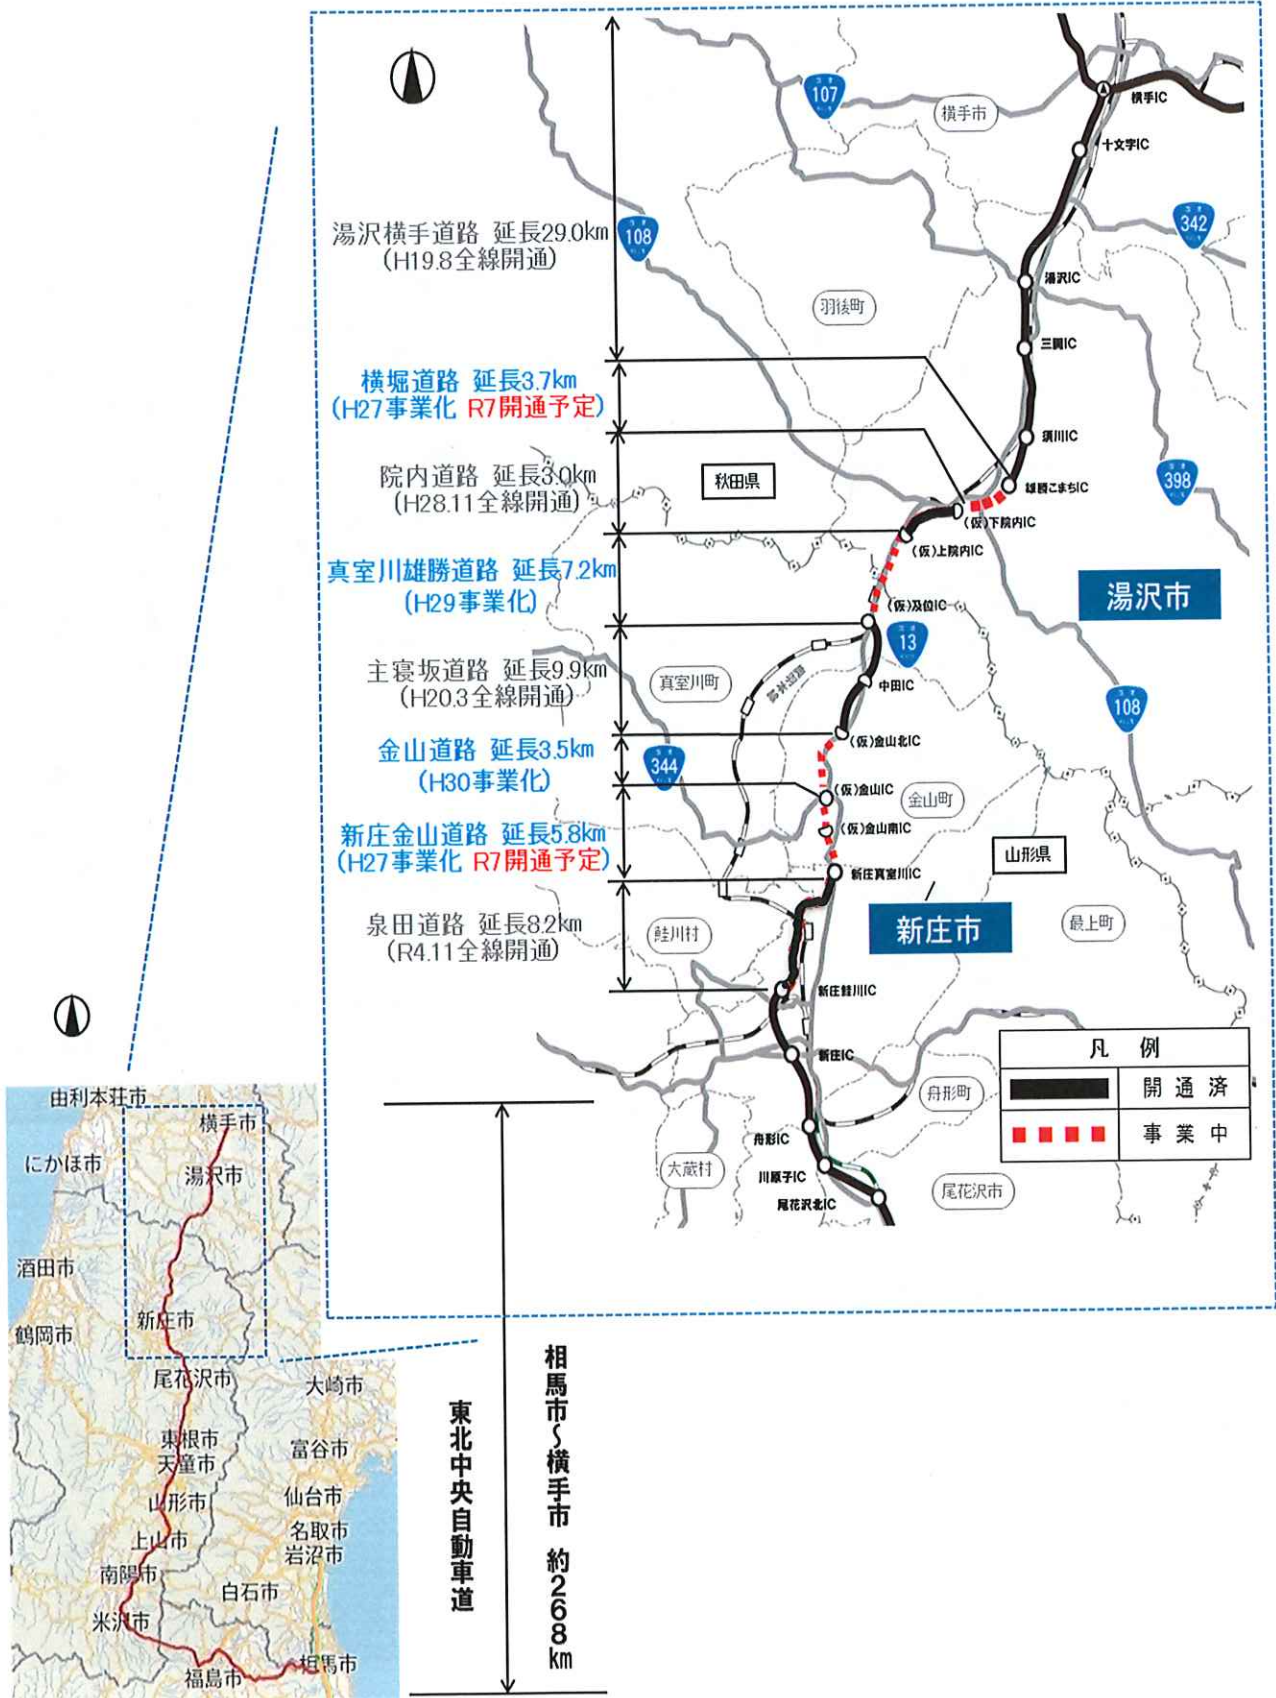 107
横手市
横手IC
十文字IC
湯沢横手道路 延長29.0km
(H19.8全線開通)
108
342
羽後町
湯沢IC
三関IC
横堀道路 延長3.7km
(H27事業化 R7開通予定)
須川IC
院内道路 延長3.0km
(H28.11全線開通)
秋田県
雄勝こまちIC
398
(仮)下院内IC
(仮)上院内IC
真室川雄勝道路 延長7.2km
(H29事業化)
湯沢市
(仮)及位IC
13
主寝坂道路 延長9.9km
(H20.3全線開通)
真室川町
中田IC
108
(仮)金山北IC
金山道路 延長3.5km
(H30事業化)
344
(仮)金山IC
金山町
(仮)金山南IC
新庄金山道路 延長5.8km
(H27事業化 R7開通予定)
山形県
新庄真室川IC
泉田道路 延長8.2km
(R4.11全線開通)
鮭川村
新庄市
最上町
新庄鮭川IC
新庄IC
凡 例
開 通 済
事 業 中
舟形町
舟形IC
大蔵村
川原子IC
尾花沢北IC
尾花沢市
由利本荘市
横手市
にかほ市
湯沢市
酒田市
新庄市
鶴岡市
尾花沢市
大崎市
東根市
天童市
富谷市
山形市
仙台市
上山市
名取市
岩沼市
南陽市
白石市
米沢市
福島市
相馬市
東北中央自動車道
相馬市～横手市 約268km